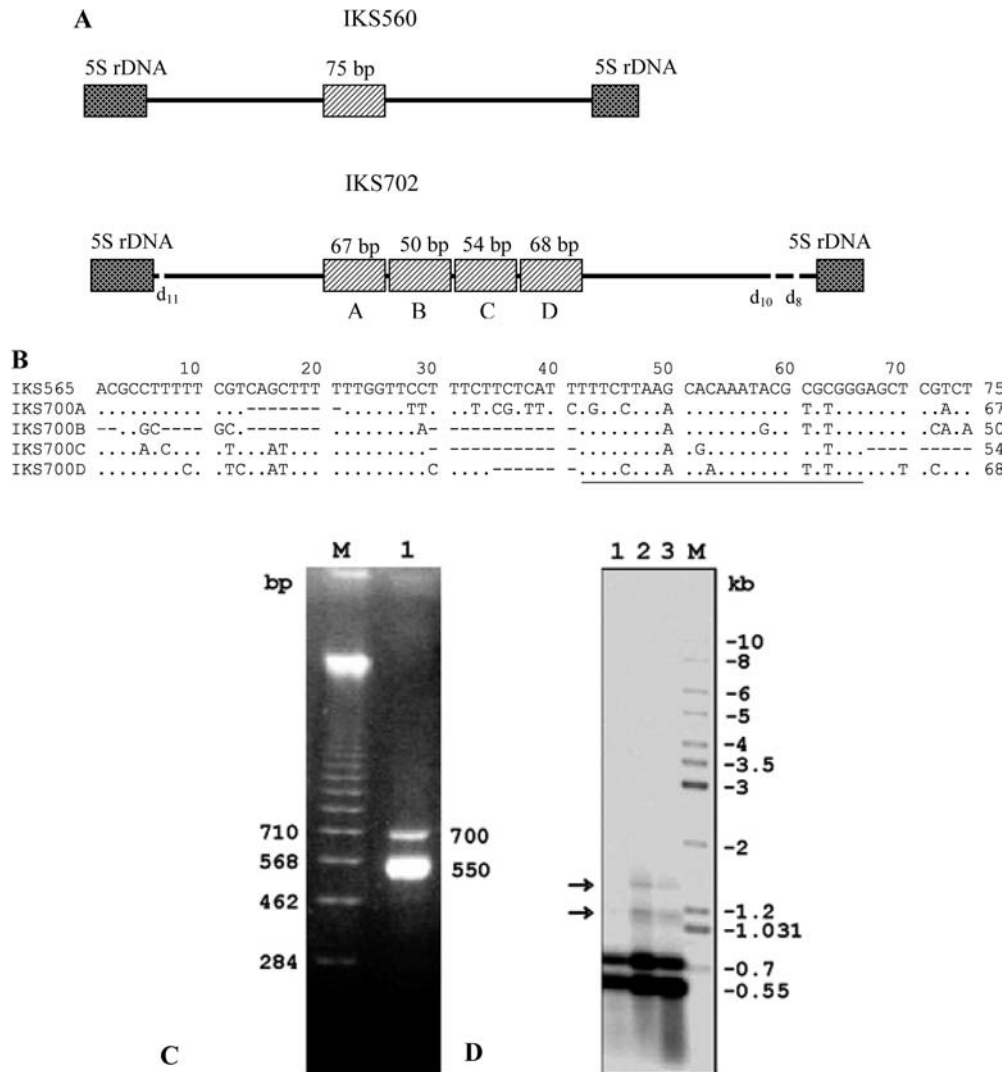 A
IKS560
5S rDNA 75 bp 5S rDNA
IKS702
5S rDNA 67 bp 50 bp 54 bp 68 bp 5S rDNA
d11 A B C D d10 d8
B
10 20 30 40 50 60 70
IKS565 ACGCCTTTTT CGTCAGCTTT TTTGGTTCCT TTCTTCTCAT TTTTCTTAAG CACAAATACG CGCGGGAGCT CGTCT 75
IKS700A .......... ....------ --......TT ...T.CG.TT C.G..C...A .......... .T.T...... ..A.. 67
IKS700B --..GC---- GC..------ .........A.- ---------- -........A ........G. .T.T...... .CA.A 50
IKS700C ....A.C... .T..AT.... .........- ---------- -........A ..G....... .T.T..---- ----- 54
IKS700D .........C .TC.AT.... .........C ....------ -....C...A ...A...... .T.T.....T .C... 68
M 1
bp
710
568
462
284
700
550
C
1 2 3 M
kb
-10
-8
-6
-5
-4
-3.5
-3
-2
-1.2
-1.031
-0.7
-0.55
D